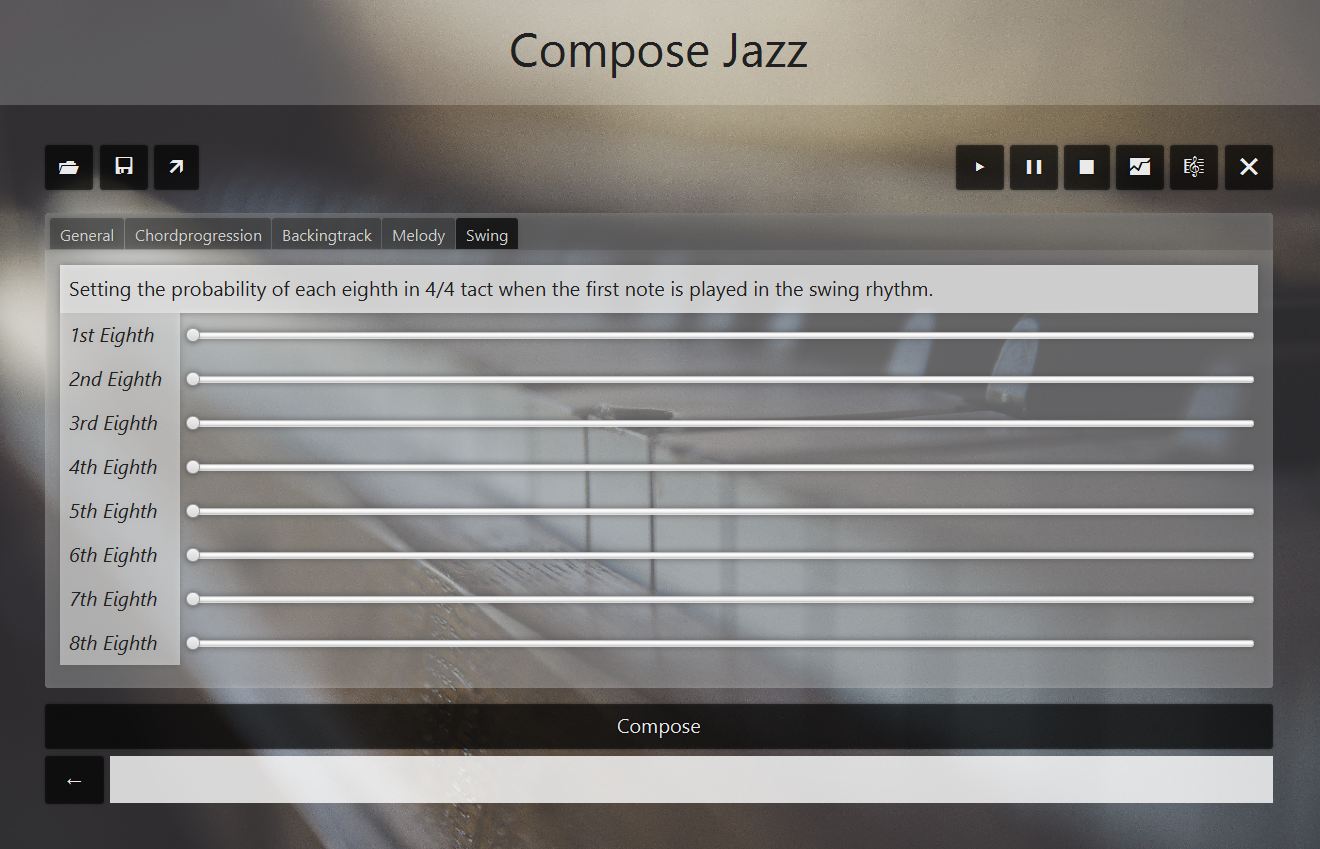 Compose Jazz
General Chordprogression Backingtrack Melody Swing
Setting the probability of each eighth in 4/4 tact when the first note is played in the swing rhythm.
1st Eighth
2nd Eighth
3rd Eighth
4th Eighth
5th Eighth
6th Eighth
7th Eighth
8th Eighth
Compose
←